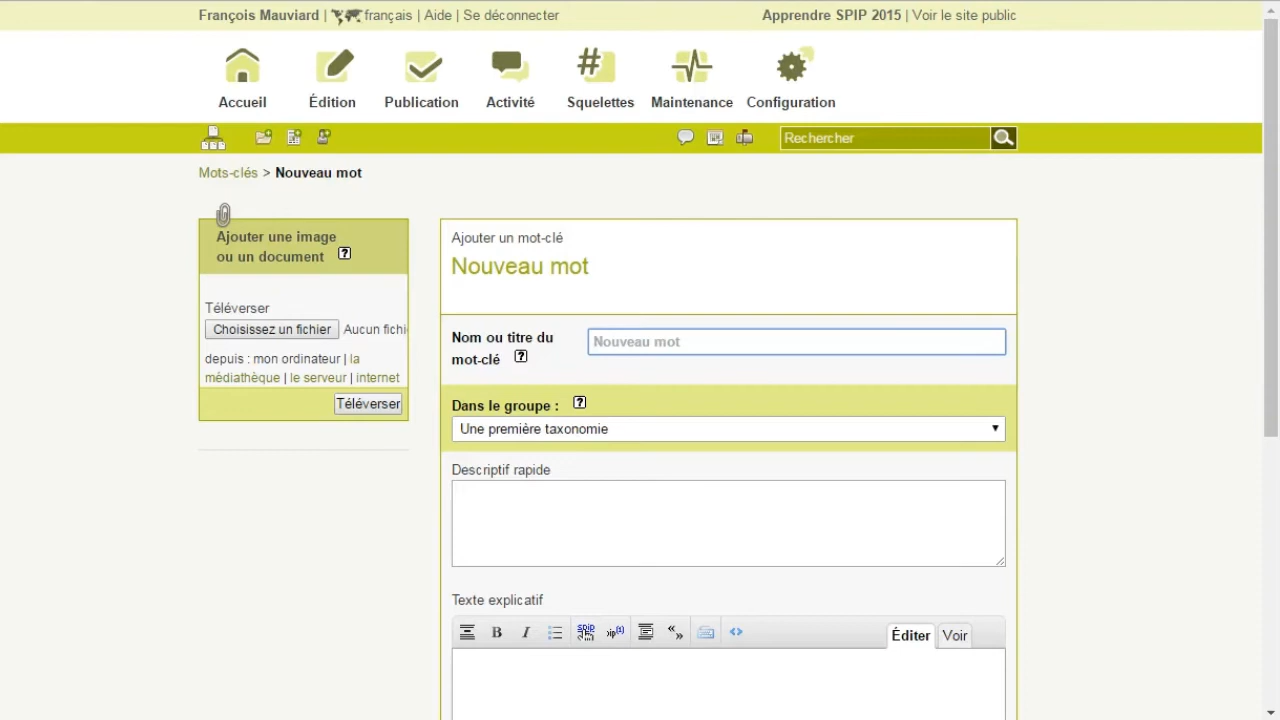 François Mauviard | français | Aide | Se déconnecter
Apprendre SPIP 2015 | Voir le site public
Accueil
Édition
Publication
Activité
#
Squelettes
Maintenance
Configuration
Rechercher
Mots-clés > Nouveau mot
Ajouter une image
ou un document ?
Téléverser
Choisissez un fichier Aucun fichi
depuis : mon ordinateur | la
médiathèque | le serveur | internet
Téléverser
Ajouter un mot-clé
Nouveau mot
Nom ou titre du
mot-clé ?
Nouveau mot
Dans le groupe : ?
Une première taxonomie
Descriptif rapide
Texte explicatif
B I «» <>
Éditer Voir